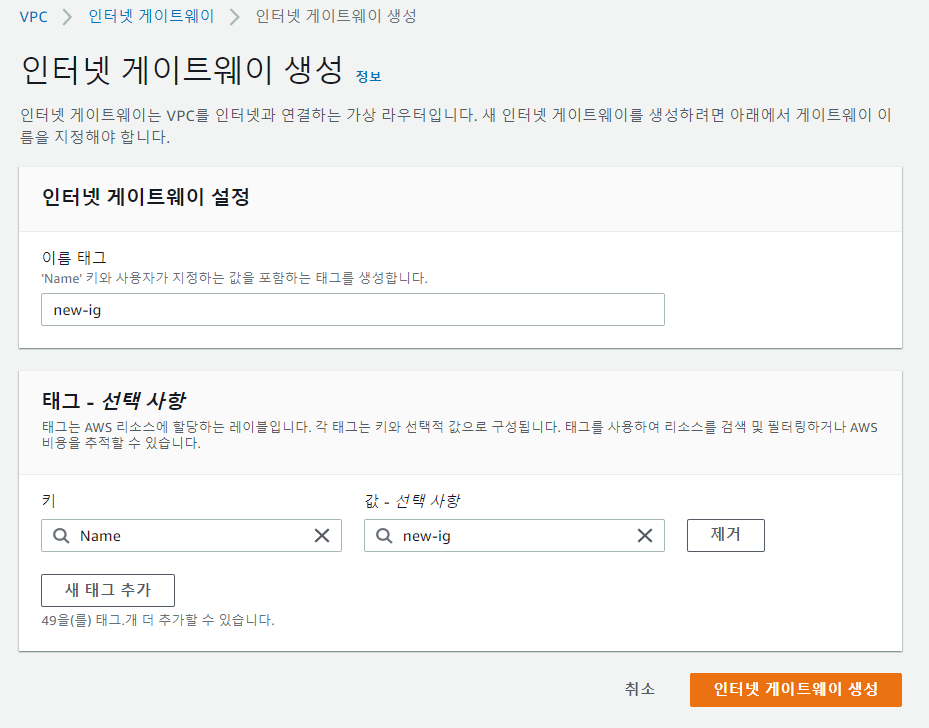 VPC 인터넷 게이트웨이 인터넷 게이트웨이 생성
인터넷 게이트웨이 생성 정보
인터넷 게이트웨이는 VPC를 인터넷과 연결하는 가상 라우터입니다. 새 인터넷 게이트웨이를 생성하려면 아래에서 게이트웨이 이
름을 지정해야 합니다.
인터넷 게이트웨이 설정
이름 태그
'Name' 키와 사용자가 지정하는 값을 포함하는 태그를 생성합니다.
new-ig
태그 - 선택 사항
태그는 AWS 리소스에 할당하는 레이블입니다. 각 태그는 키와 선택적 값으로 구성됩니다. 태그를 사용하여 리소스를 검색 및 필터링하거나 AWS
비용을 추적할 수 있습니다.
키 값 - 선택 사항
Name new-ig 제거
새 태그 추가
49을(를) 태그.개 더 추가할 수 있습니다.
취소 인터넷 게이트웨이 생성